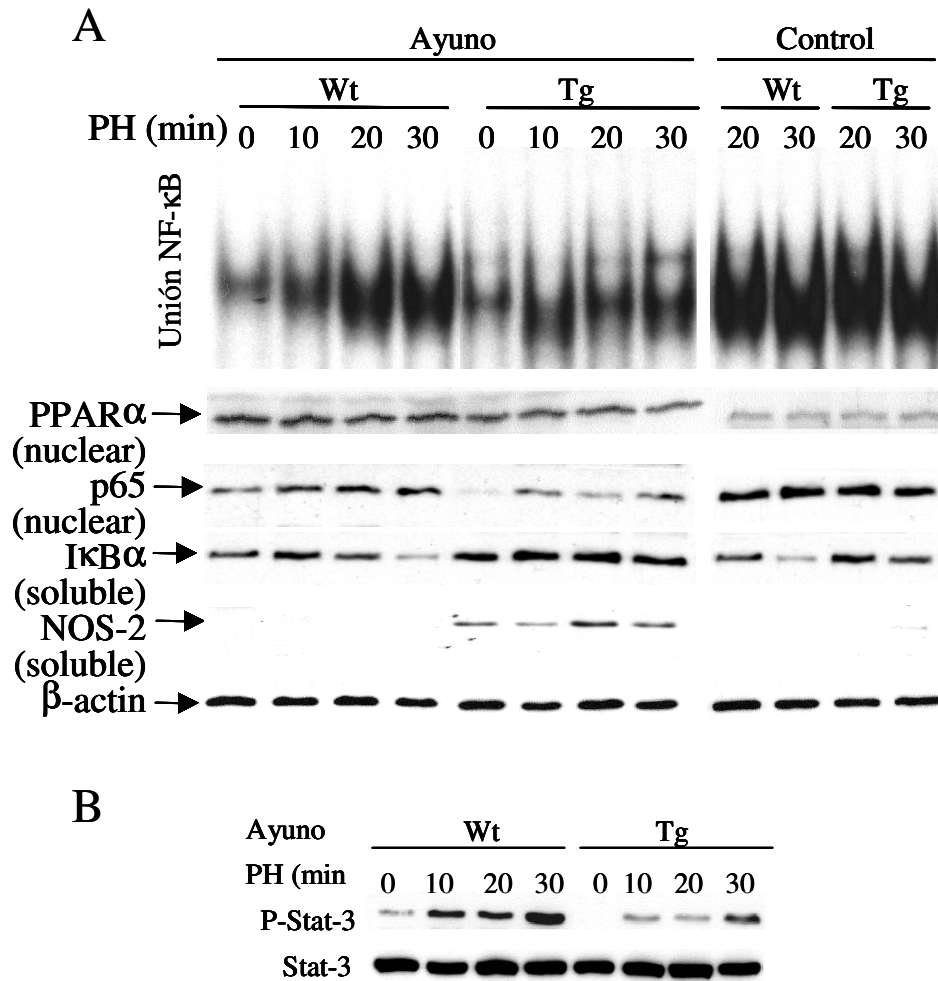 A
Ayuno Control
Wt Tg Wt Tg
PH (min) 0 10 20 30 0 10 20 30 20 30 20 30
Unión NF-κB
PPARα
(nuclear)
p65
(nuclear)
IκBα
(soluble)
NOS-2
(soluble)
β-actin
B
Ayuno Wt Tg
PH (min 0 10 20 30 0 10 20 30
P-Stat-3
Stat-3